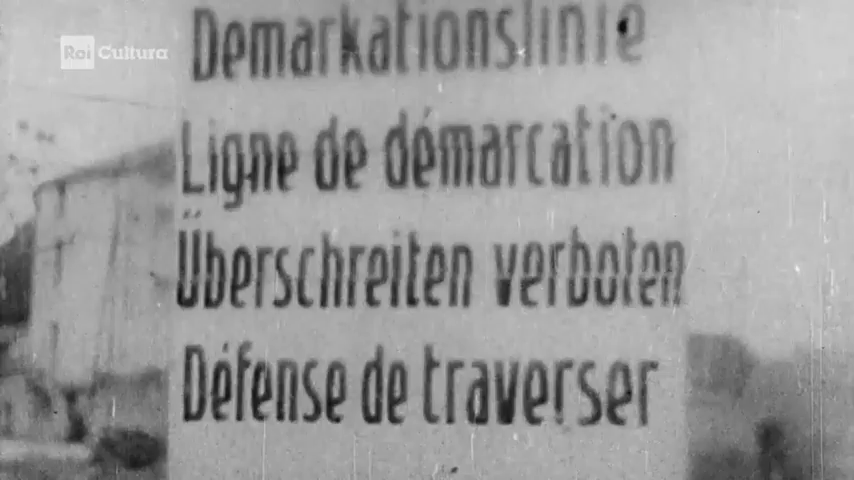 Rai Cultura
Demarkationslinie
Ligne de démarcation
Überschreiten verboten
Défense de traverser